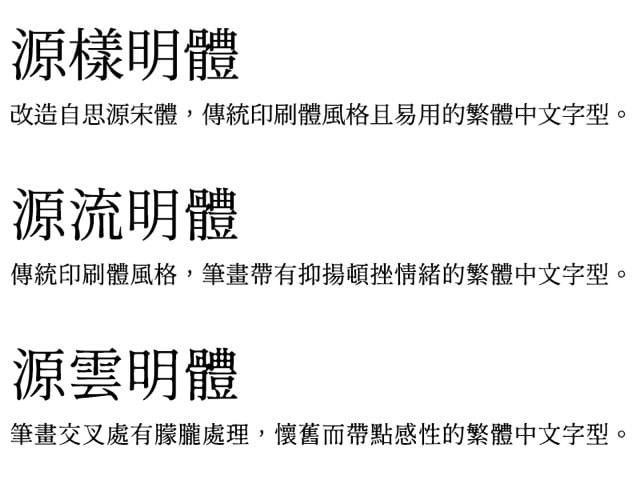 源樣明體
改造自思源宋體，傳統印刷體風格且易用的繁體中文字型。
源流明體
傳統印刷體風格，筆畫帶有抑揚頓挫情緒的繁體中文字型。
源雲明體
筆畫交叉處有朦朧處理，懷舊而帶點感性的繁體中文字型。